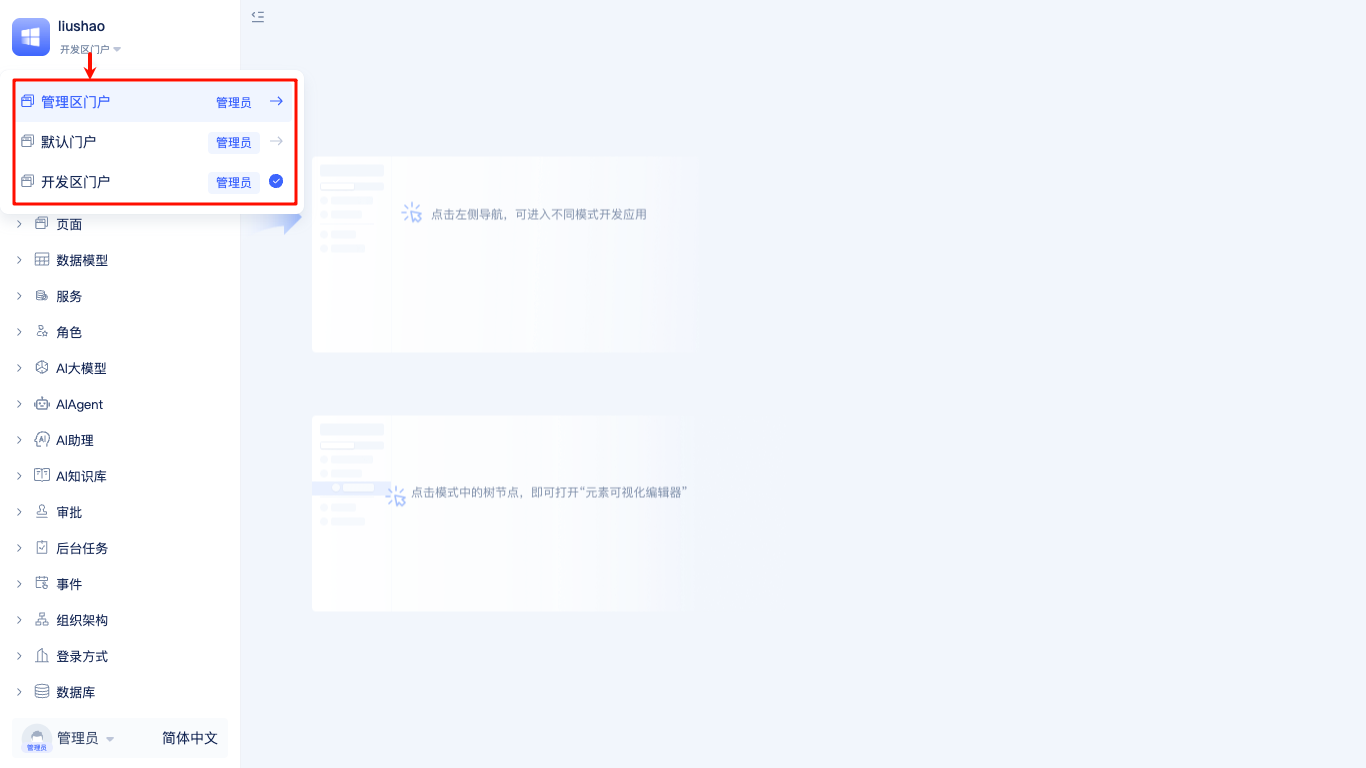 liushao
开发区门户
管理区门户 管理员
默认门户 管理员
开发区门户 管理员
页面
数据模型
服务
角色
AI大模型
AIAgent
AI助理
AI知识库
审批
后台任务
事件
组织架构
登录方式
数据库
管理员 管理员 简体中文
点击左侧导航，可进入不同模式开发应用
点击模式中的树节点，即可打开“元素可视化编辑器”